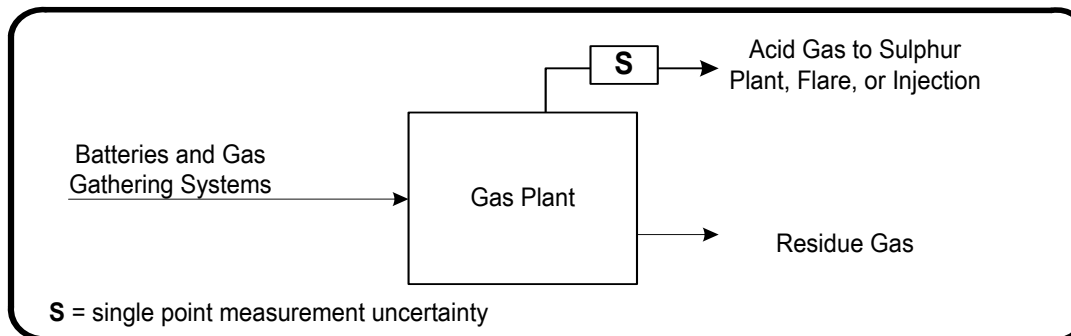 S
Acid Gas to Sulphur
Plant, Flare, or Injection
Batteries and Gas
Gathering Systems
Gas Plant
Residue Gas
S = single point measurement uncertainty